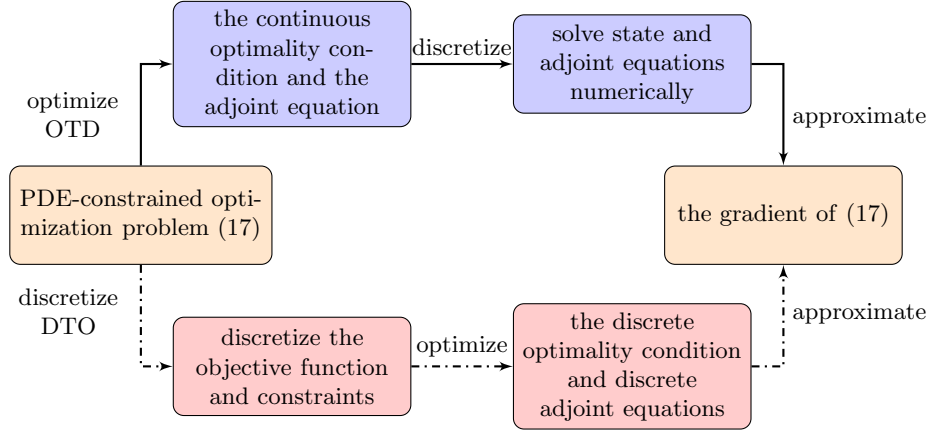 the continuous
optimality con-
dition and the
adjoint equation
discretize
solve state and
adjoint equations
numerically
optimize
OTD
approximate
PDE-constrained opti-
mization problem (17)
the gradient of (17)
discretize
DTO
approximate
discretize the
objective function
and constraints
optimize
the discrete
optimality condition
and discrete
adjoint equations